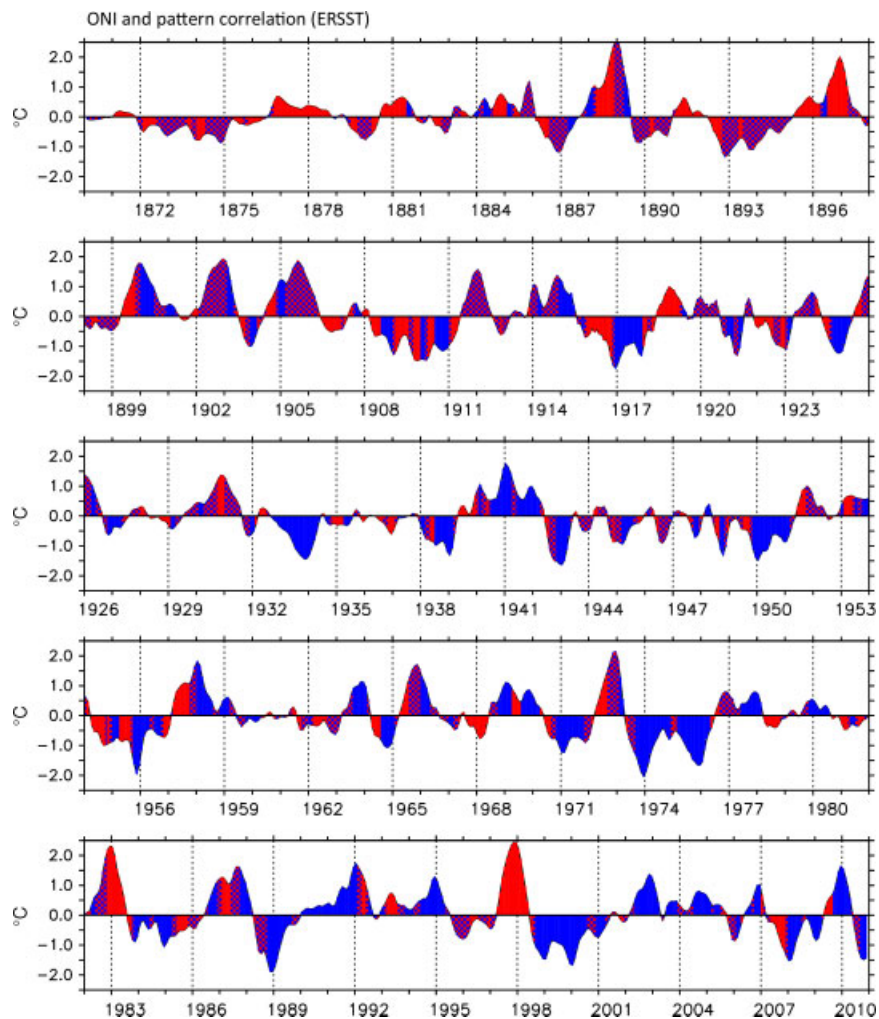 ONI and pattern correlation (ERSST)
2.0
1.0
0.0
−1.0
−2.0
°C
1872 1875 1878 1881 1884 1887 1890 1893 1896
2.0
1.0
0.0
−1.0
−2.0
°C
1899 1902 1905 1908 1911 1914 1917 1920 1923
2.0
1.0
0.0
−1.0
−2.0
°C
1926 1929 1932 1935 1938 1941 1944 1947 1950 1953
2.0
1.0
0.0
−1.0
−2.0
°C
1956 1959 1962 1965 1968 1971 1974 1977 1980
2.0
1.0
0.0
−1.0
−2.0
°C
1983 1986 1989 1992 1995 1998 2001 2004 2007 2010